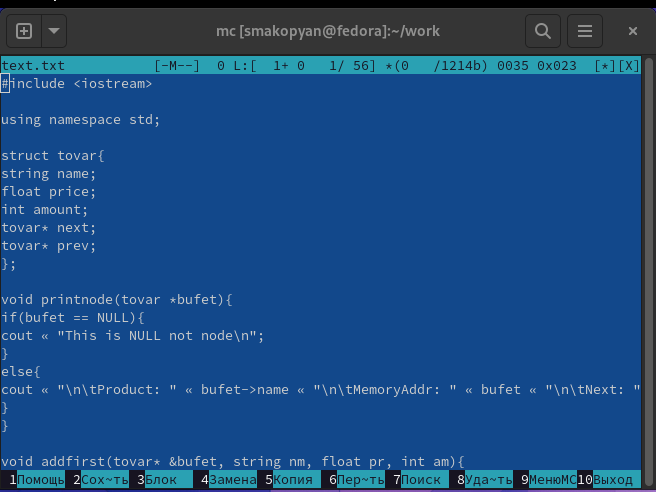 mc [smakopyan@fedora]:~/work
text.txt [-M--] 0 L:[ 1+ 0 1/ 56] *(0 /1214b) 0035 0x023 [*][X]
#include <iostream>
using namespace std;
struct tovar{
string name;
float price;
int amount;
tovar* next;
tovar* prev;
};
void printnode(tovar *bufet){
if(bufet == NULL){
cout « "This is NULL not node\n";
}
else{
cout « "\n\tProduct: " « bufet->name « "\n\tMemoryAddr: " « bufet « "\n\tNext: "
}
}
void addfirst(tovar* &bufet, string nm, float pr, int am){
1Помощь 2Сох~ть 3Блок 4Замена 5Копия 6Пер~ть 7Поиск 8Уда~ть 9МенюМС 10Выход